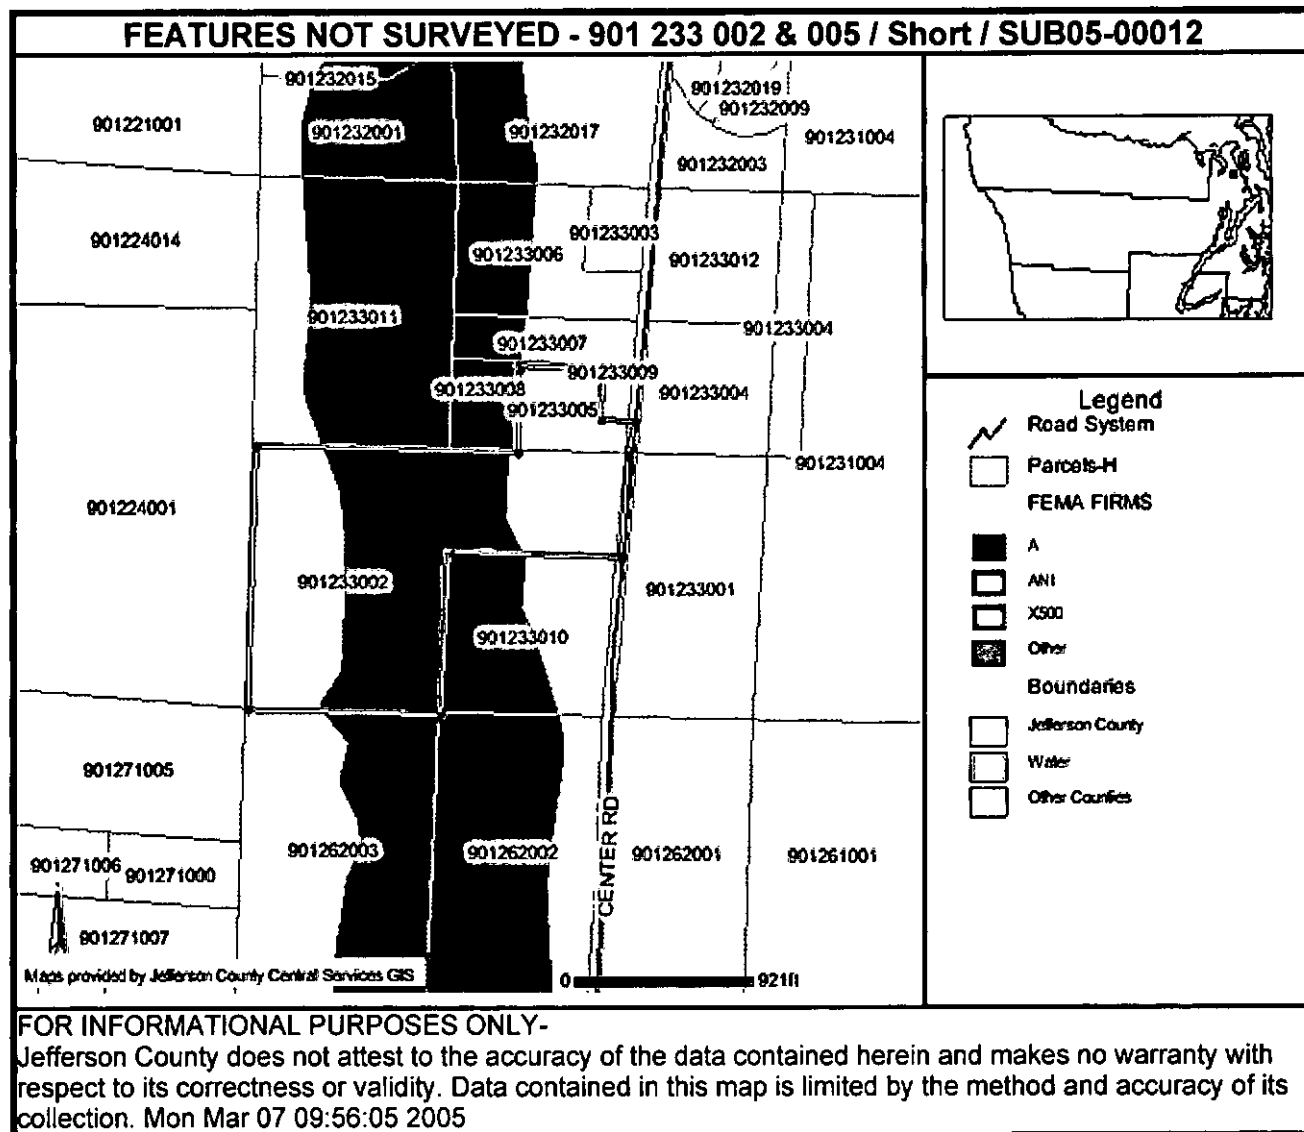 FEATURES NOT SURVEYED - 901 233 002 & 005 / Short / SUB05-00012
901232015
901232019
901232009
901221001
901232001
901232017
901231004
901232003
901224014
901233003
901233006
901233012
901233011
901233004
901233007
901233009
901233008
901233004
901233005
901231004
901224001
901233002
901233001
901233010
901271005
CENTER RD
901262003
901262002
901262001
901261001
901271006
901271000
901271007
Maps provided by Jefferson County Central Services GIS
0
921ft
Legend
Road System
Parcels-H
FEMA FIRMS
A
ANI
X500
Other
Boundaries
Jefferson County
Water
Other Counties
FOR INFORMATIONAL PURPOSES ONLY-
Jefferson County does not attest to the accuracy of the data contained herein and makes no warranty with
respect to its correctness or validity. Data contained in this map is limited by the method and accuracy of its
collection. Mon Mar 07 09:56:05 2005